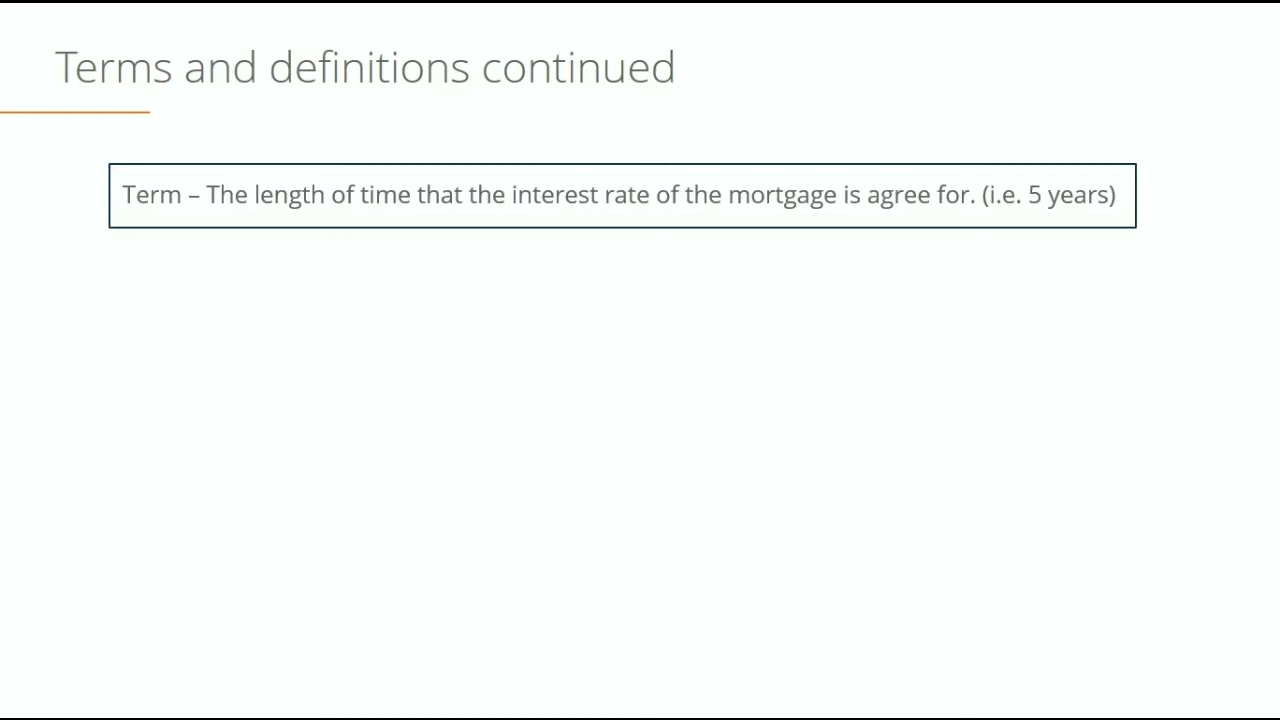 Terms and definitions continued
Term – The length of time that the interest rate of the mortgage is agree for. (i.e. 5 years)